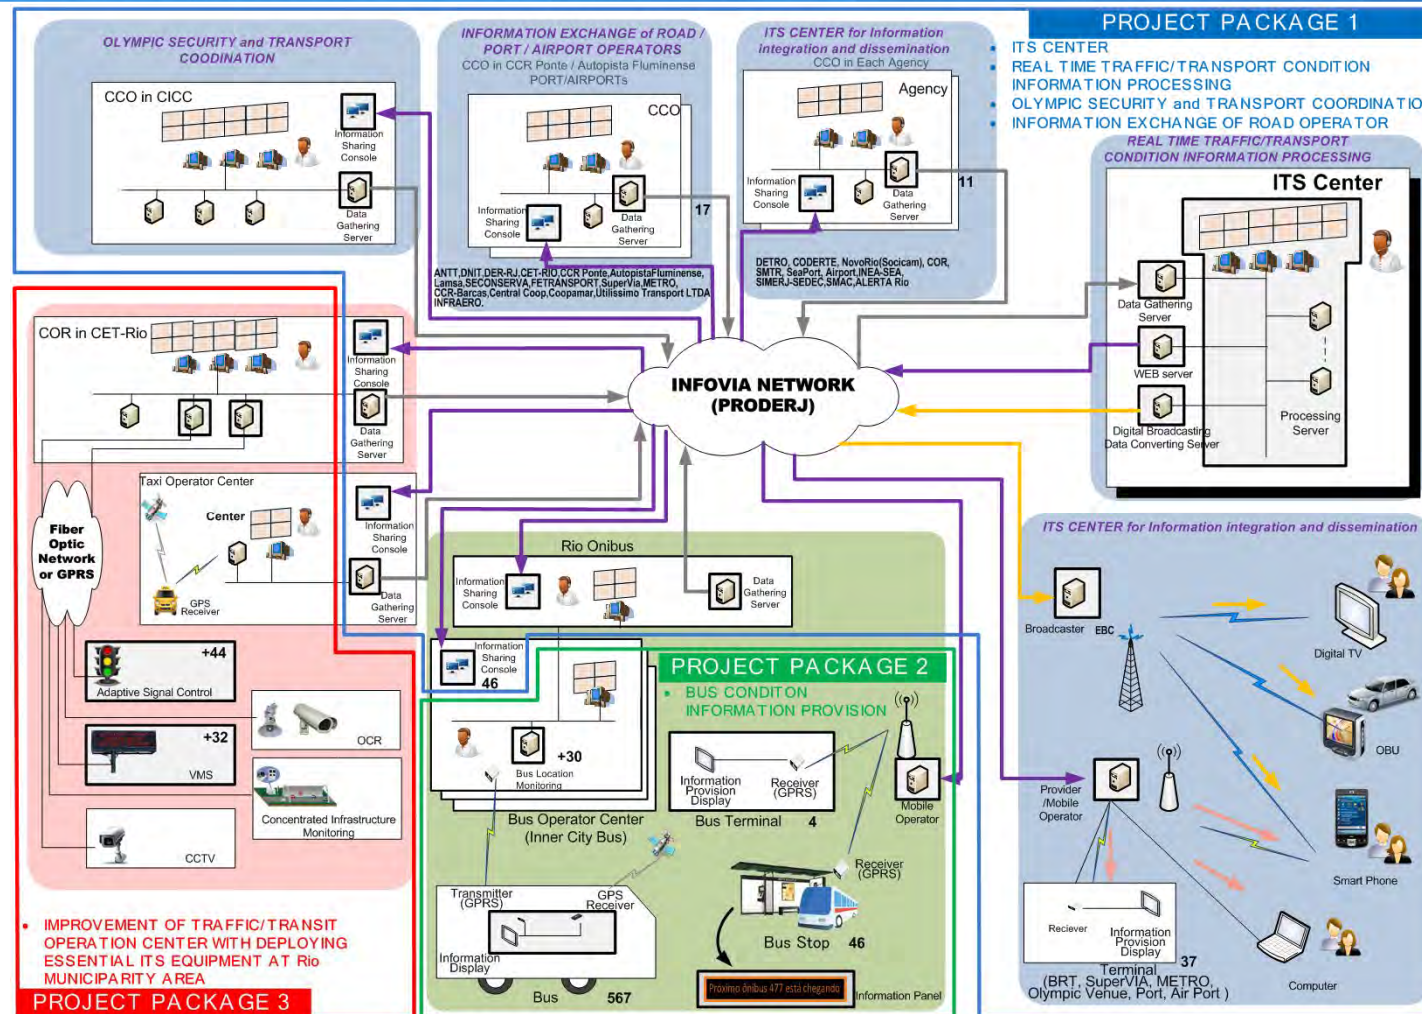 PROJECT PACKAGE 1
ITS CENTER
REAL TIME TRAFFIC/TRANSPORT CONDITION
INFORMATION PROCESSING
OLYMPIC SECURITY and TRANSPORT COORDINATIO
INFORMATION EXCHANGE OF ROAD OPERATOR
OLYMPIC SECURITY and TRANSPORT
COODINATION
CCO in CICC
Information
Sharing
Console
Data
Gathering
Server
INFORMATION EXCHANGE of ROAD /
PORT / AIRPORT OPERATORS
CCO in CCR Ponte / Autopista Fluminense
PORT/AIRPORTs
CCO
Information
Sharing
Console
Data
Gathering
Server
17
ANTT,DNIT,DER-RJ,CET-RIO,CCR Ponte,AutopistaFluminense,
Lamsa,SECONSERVA,FETRANSPORT,SuperVia,METRO,
CCR-Barcas,Central Coop,Coopamar,Utilissimo Transport LTDA
INFRAERO.
ITS CENTER for Information
integration and dissemination
CCO in Each Agency
Agency
Information
Sharing
Console
Data
Gathering
Server
11
DETRO, CODERTE, NovoRio(Socicam), COR,
SMTR, SeaPort, Airport,INEA-SEA,
SIMERJ-SEDEC,SMAC,ALERTA Rio
REAL TIME TRAFFIC/TRANSPORT
CONDITION INFORMATION PROCESSING
ITS Center
Data Gathering
Server
WEB server
Digital Broadcasting
Data Converting Server
Processing
Server
INFOVIA NETWORK
(PRODERJ)
COR in CET-Rio
Information
Sharing
Console
Data
Gathering
Server
Taxi Operator Center
Center
GPS
Receiver
Information
Sharing
Console
Data
Gathering
Server
Fiber
Optic
Network
or GPRS
+44
Adaptive Signal Control
+32
VMS
OCR
Concentrated Infrastructure
Monitoring
CCTV
IMPROVEMENT OF TRAFFIC/TRANSIT
OPERATION CENTER WITH DEPLOYING
ESSENTIAL ITS EQUIPMENT AT Rio
MUNICIPARITY AREA
PROJECT PACKAGE 3
Rio Onibus
Information
Sharing
Console
Data
Gathering
Server
Information
Sharing
Console
46
+30
Bus Location
Monitoring
Bus Operator Center
(Inner City Bus)
PROJECT PACKAGE 2
BUS CONDITON
INFORMATION PROVISION
Information
Provision
Display
Receiver
(GPRS)
Bus Terminal 4
Mobile
Operator
Receiver
(GPRS)
Bus Stop 46
Transmitter
(GPRS)
GPS
Receiver
Information
Display
Bus 567
Próximo ônibus 477 está chegando
Information Panel
ITS CENTER for Information integration and dissemination
Broadcaster EBC
Digital TV
OBU
Provider
/Mobile
Operator
Smart Phone
Reciever
Information
Provision
Display
37
Terminal
(BRT, SuperVIA, METRO,
Olympic Venue, Port, Air Port )
Computer